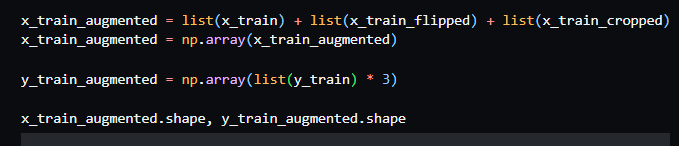 x_train_augmented = list(x_train) + list(x_train_flipped) + list(x_train_cropped)
x_train_augmented = np.array(x_train_augmented)
y_train_augmented = np.array(list(y_train) * 3)
x_train_augmented.shape, y_train_augmented.shape